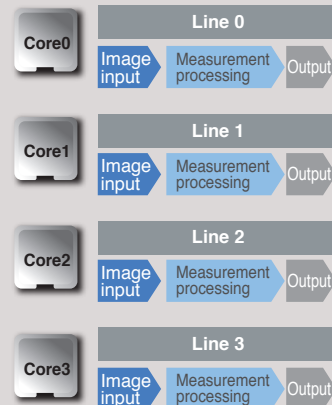 Core0
Line 0
Image
input
Measurement
processing
Output
Core1
Line 1
Image
input
Measurement
processing
Output
Core2
Line 2
Image
input
Measurement
processing
Output
Core3
Line 3
Image
input
Measurement
processing
Output